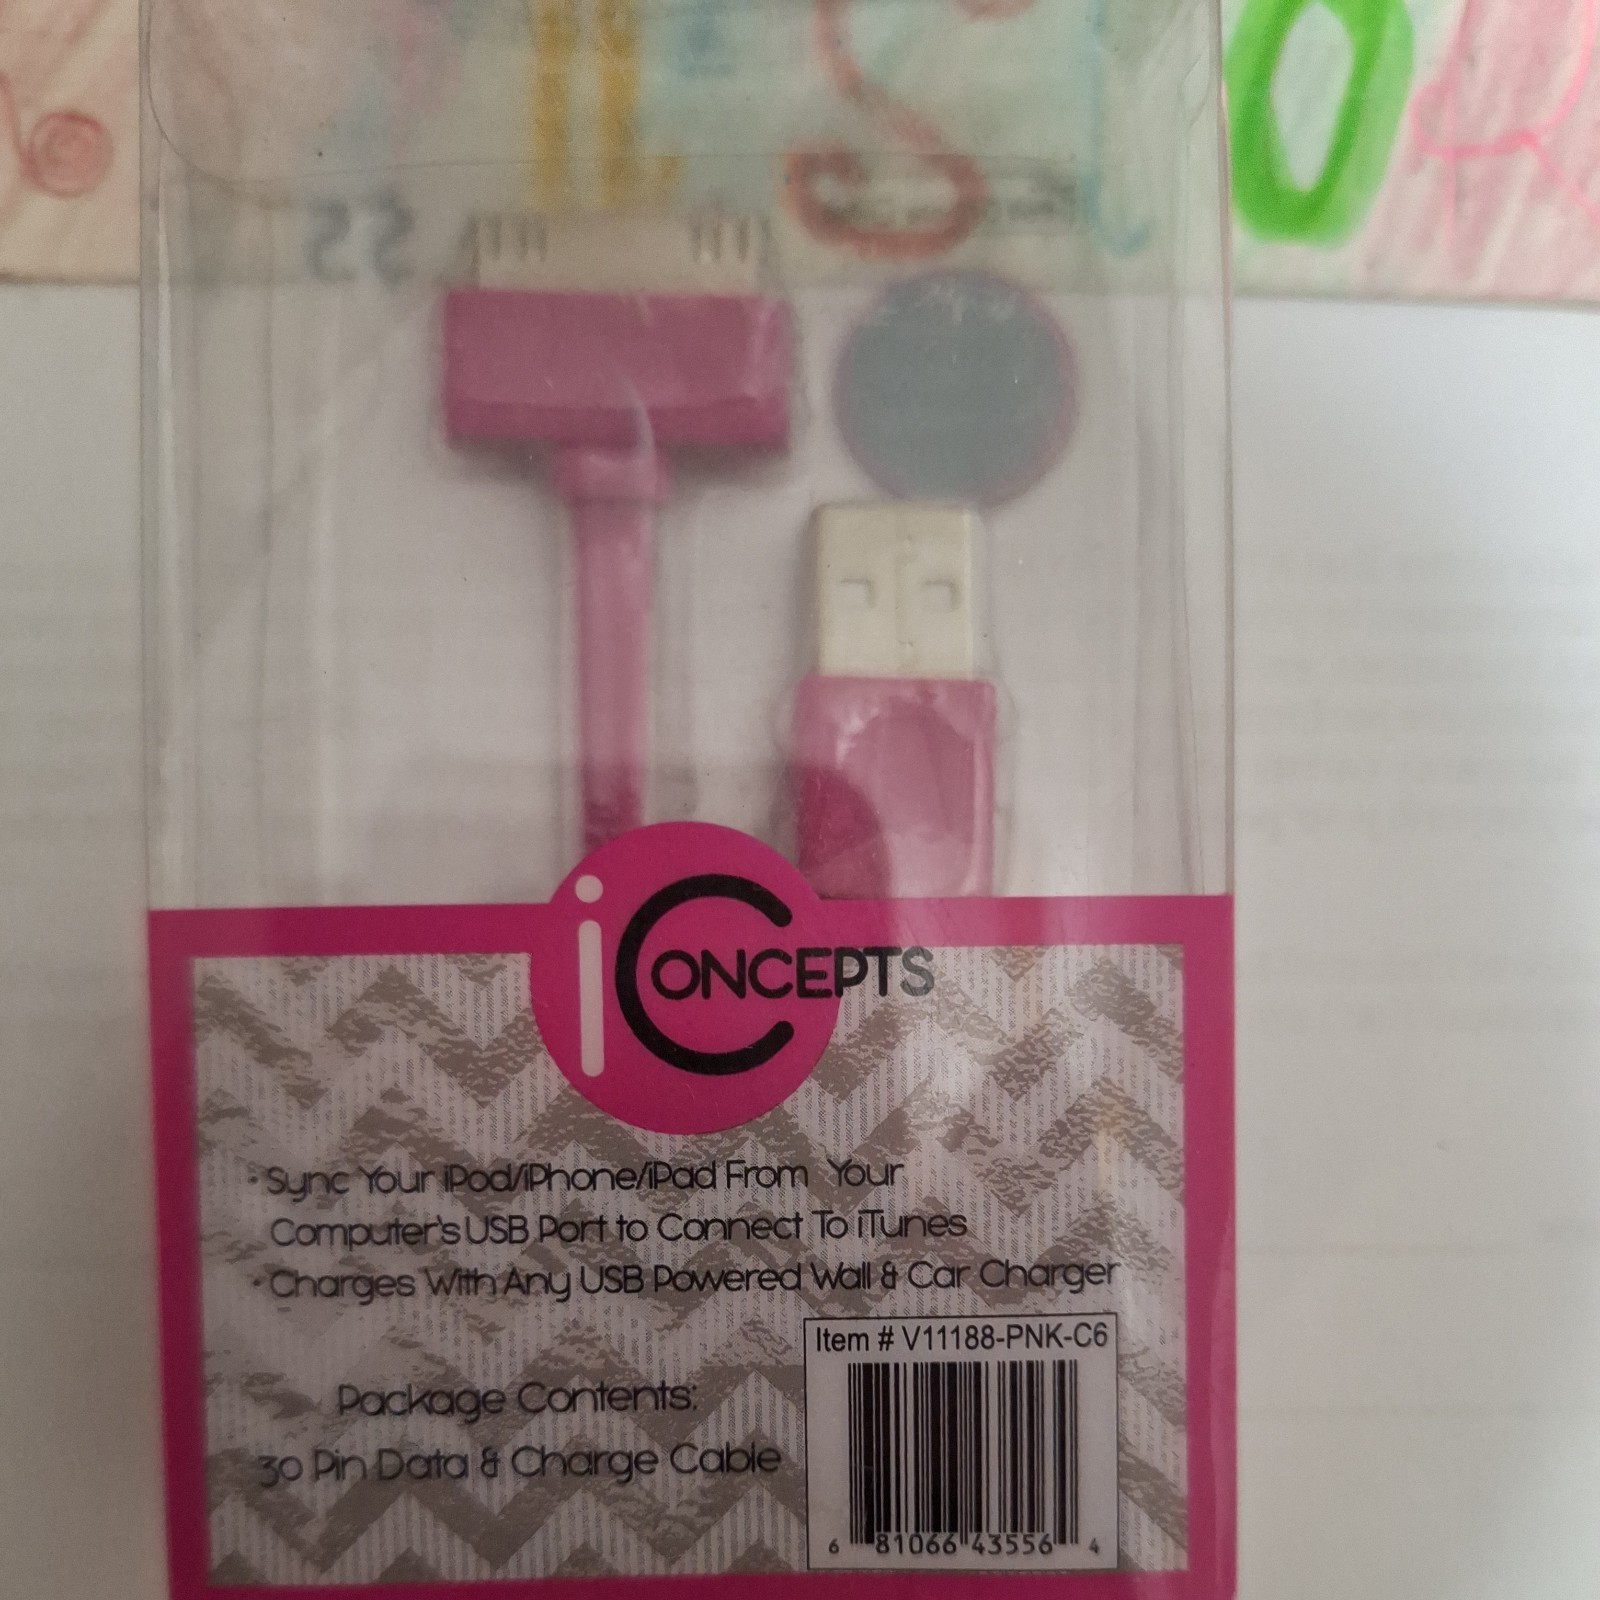 iCONCEPTS
• Sync Your iPod/iPhone/iPad From Your
Computer's USB Port to Connect To iTunes
• Charges With Any USB Powered Wall & Car Charger
Item # V11188-PNK-C6
Package Contents:
30 Pin Data & Charge Cable
6 81066 43556 4